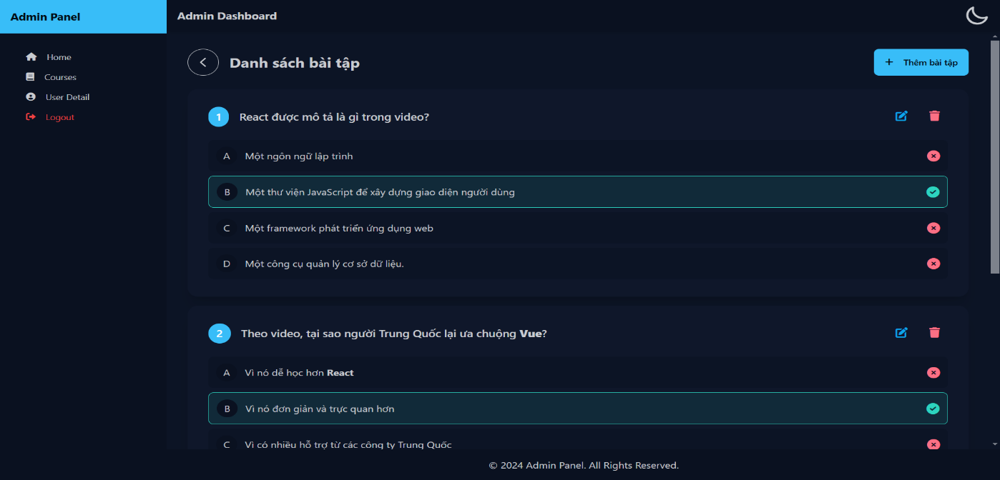 Admin Panel
Admin Dashboard
Home
Courses
User Detail
Logout
Danh sách bài tập
Thêm bài tập
1 React được mô tả là gì trong video?
A Một ngôn ngữ lập trình
B Một thư viện JavaScript để xây dựng giao diện người dùng
C Một framework phát triển ứng dụng web
D Một công cụ quản lý cơ sở dữ liệu.
2 Theo video, tại sao người Trung Quốc lại ưa chuộng Vue?
A Vì nó dễ học hơn React
B Vì nó đơn giản và trực quan hơn
C Vì có nhiều hỗ trợ từ các công ty Trung Quốc
© 2024 Admin Panel. All Rights Reserved.